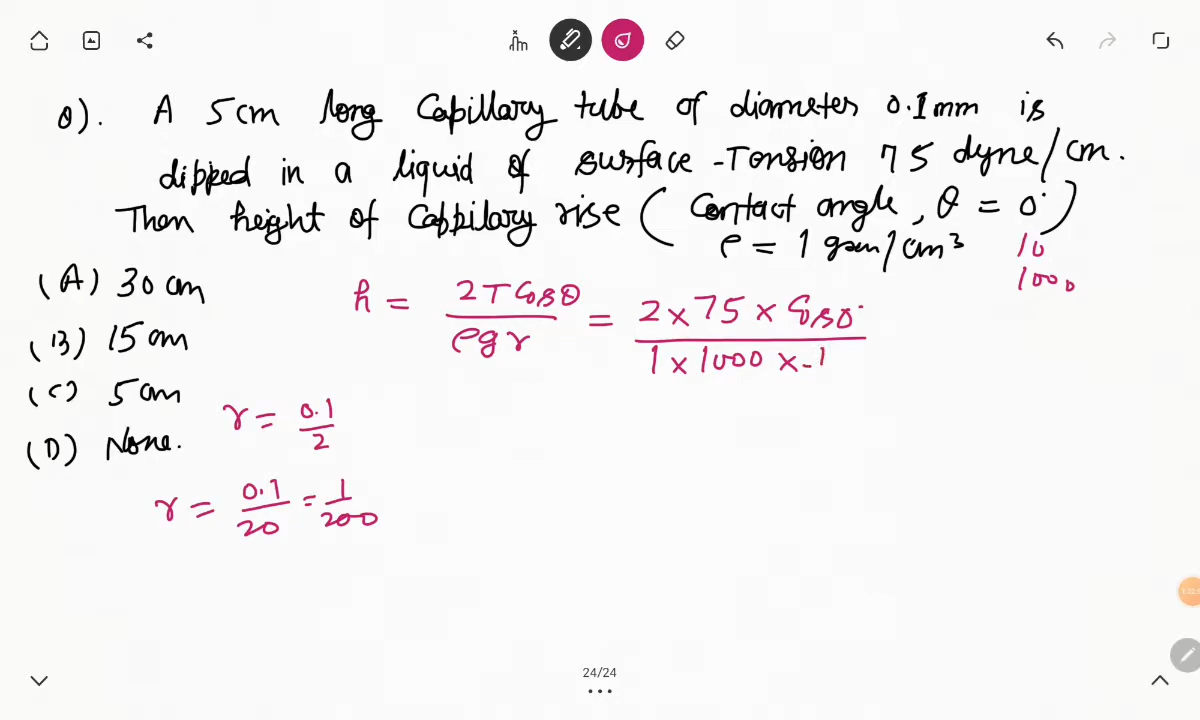 Q). A 5cm long Capillary tube of diameter 0.1mm is
dipped in a liquid of surface-Tension 75 dyne/cm.
Then height of Cappilary rise ( Contact angle, θ = 0° )
ρ = 1 gam/cm³
10
1000
(A) 30 cm
(B) 15 cm
(C) 5 cm
(D) None.
h = 2T Cosθ / ρgr = 2 × 75 × Cos0° / 1 × 1000 × .1
r = 0.1 / 2
r = 0.1 / 20 = 1 / 200
24/24